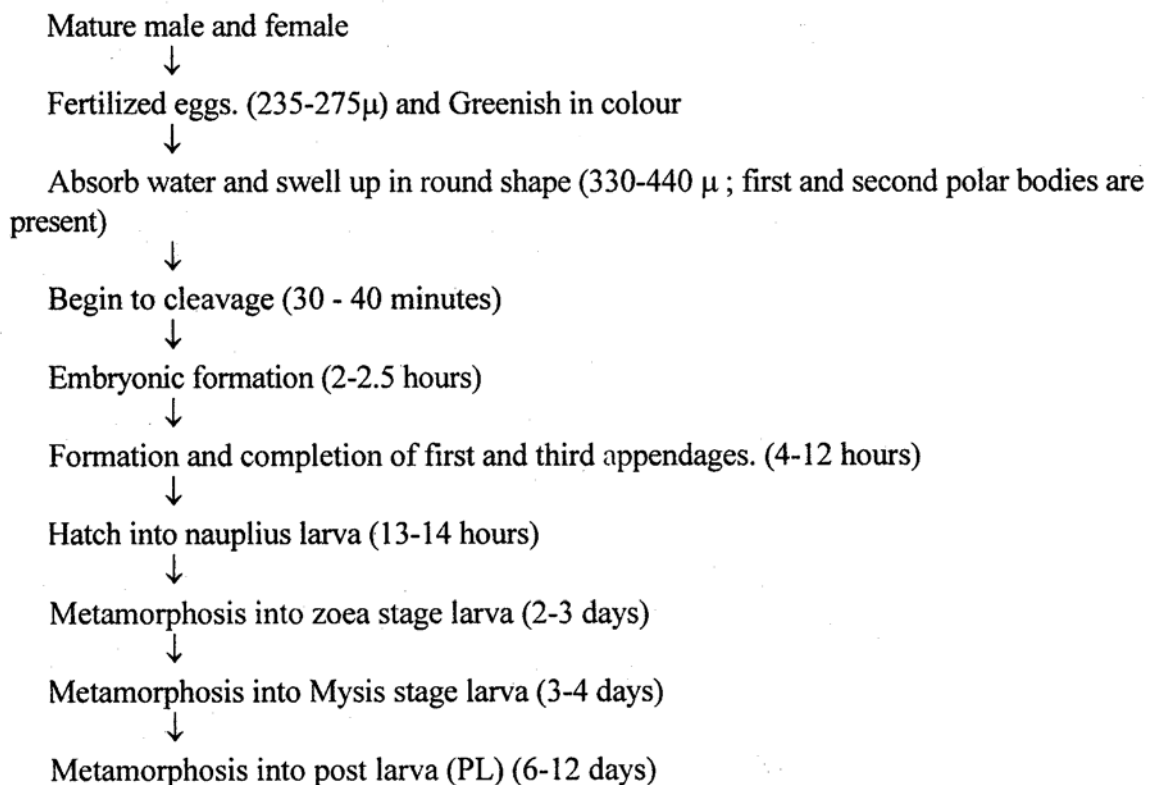 Mature male and female
↓
Fertilized eggs. (235-275μ) and Greenish in colour
↓
Absorb water and swell up in round shape (330-440 μ ; first and second polar bodies are
present)
↓
Begin to cleavage (30 - 40 minutes)
↓
Embryonic formation (2-2.5 hours)
↓
Formation and completion of first and third appendages. (4-12 hours)
↓
Hatch into nauplius larva (13-14 hours)
↓
Metamorphosis into zoea stage larva (2-3 days)
↓
Metamorphosis into Mysis stage larva (3-4 days)
↓
Metamorphosis into post larva (PL) (6-12 days)